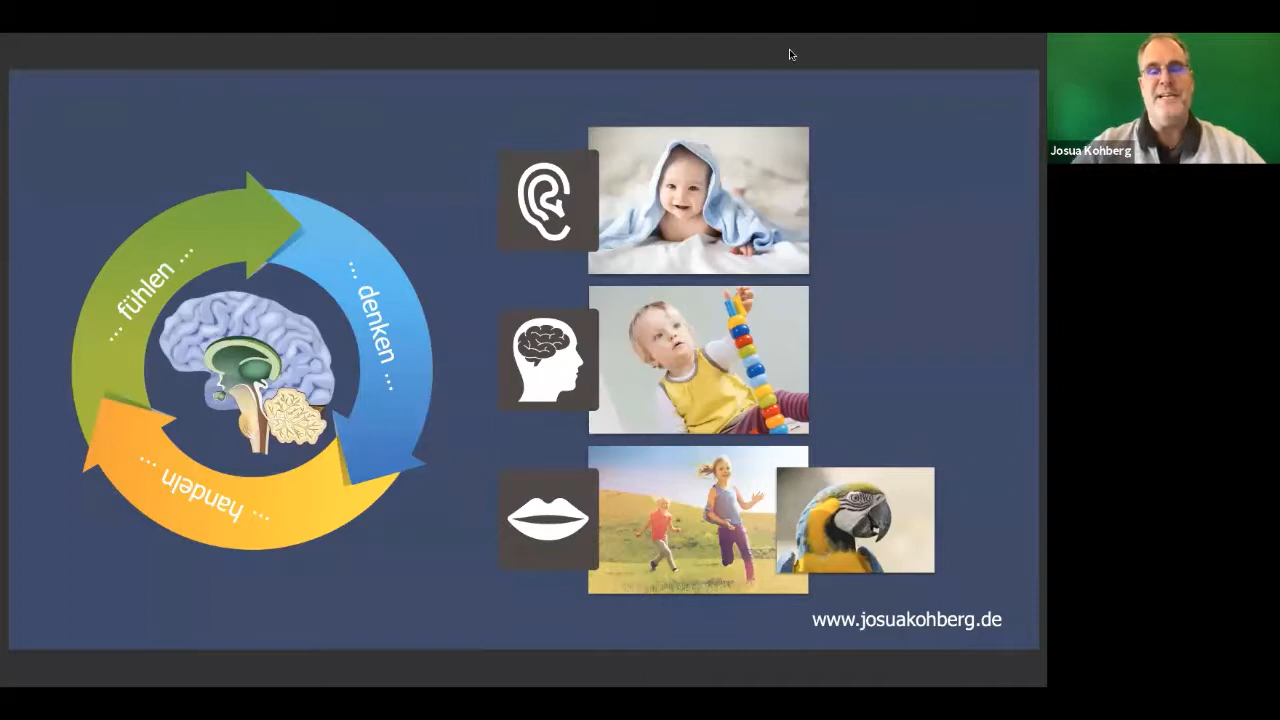 ... fühlen ...
... denken ...
... handeln ...
www.josuakohberg.de
Josua Kohberg